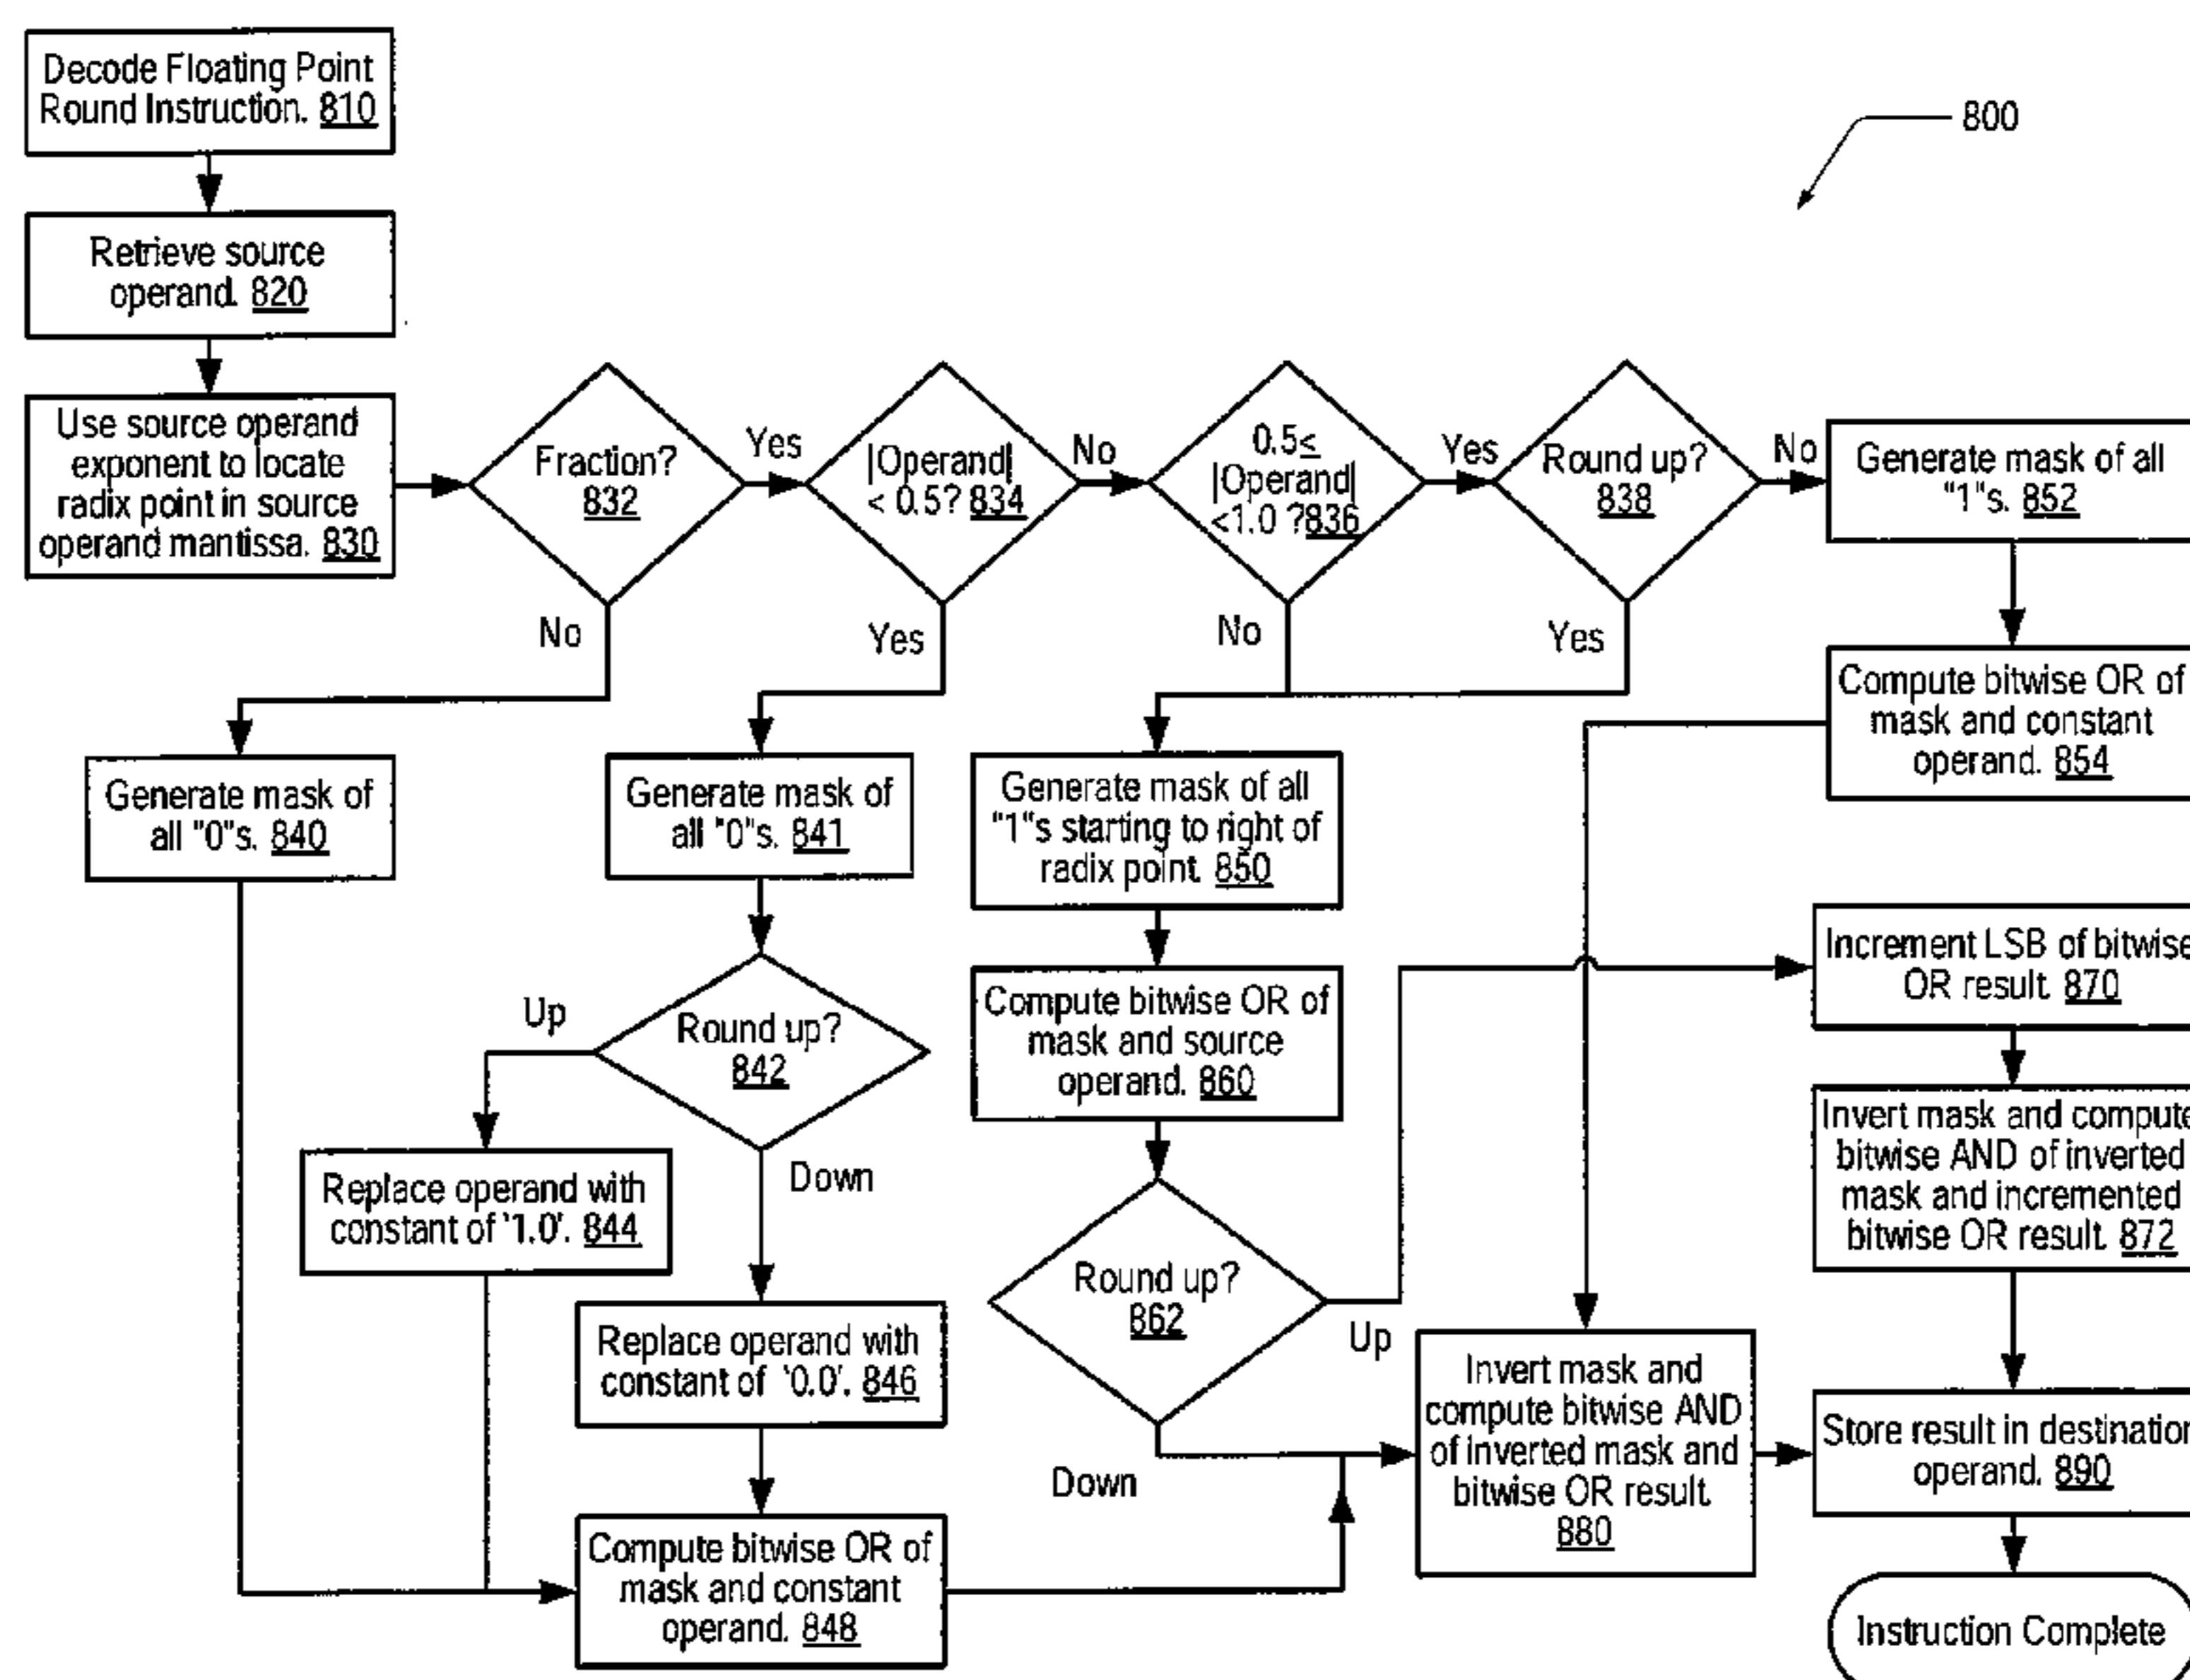 Decode Floating Point
Round Instruction. 810
800
Retrieve source
operand. 820
Use source operand
exponent to locate
radix point in source
operand mantissa. 830
Fraction?
832
Yes
|Operand|
< 0.5? 834
No
0.5≤
|Operand|
<1.0 ?836
Yes
Round up?
838
No
Generate mask of all
"1"s. 852
No
Yes
No
Yes
Compute bitwise OR of
mask and constant
operand. 854
Generate mask of
all "0"s. 840
Generate mask of
all "0"s. 841
Generate mask of all
"1"s starting to right of
radix point. 850
Increment LSB of bitwise
OR result. 870
Up
Round up?
842
Down
Compute bitwise OR of
mask and source
operand. 860
Invert mask and compute
bitwise AND of inverted
mask and incremented
bitwise OR result. 872
Replace operand with
constant of '1.0'. 844
Replace operand with
constant of '0.0'. 846
Round up?
862
Up
Down
Invert mask and
compute bitwise AND
of inverted mask and
bitwise OR result.
880
Store result in destination
operand. 890
Compute bitwise OR of
mask and constant
operand. 848
Instruction Complete